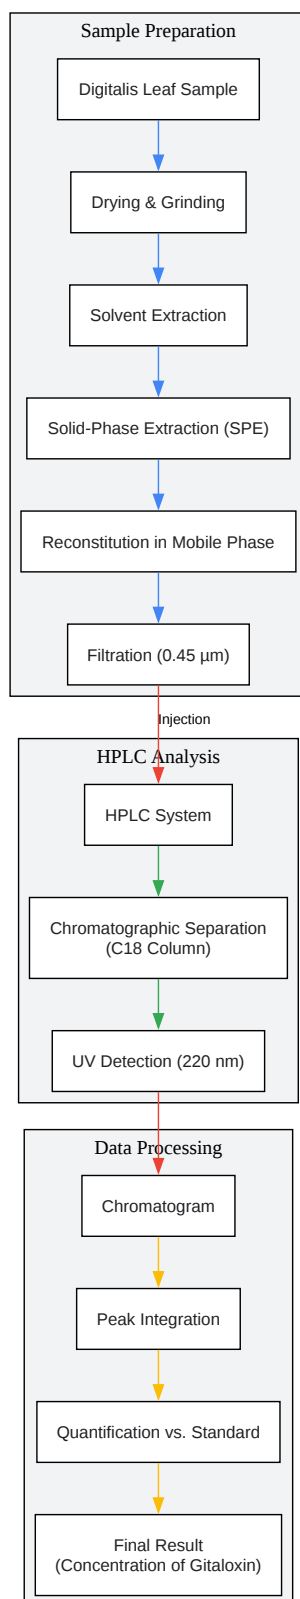 Sample Preparation
Digitalis Leaf Sample
Drying & Grinding
Solvent Extraction
Solid-Phase Extraction (SPE)
Reconstitution in Mobile Phase
Filtration (0.45 µm)
Injection
HPLC Analysis
HPLC System
Chromatographic Separation
(C18 Column)
UV Detection (220 nm)
Data Processing
Chromatogram
Peak Integration
Quantification vs. Standard
Final Result
(Concentration of Gitaloxin)